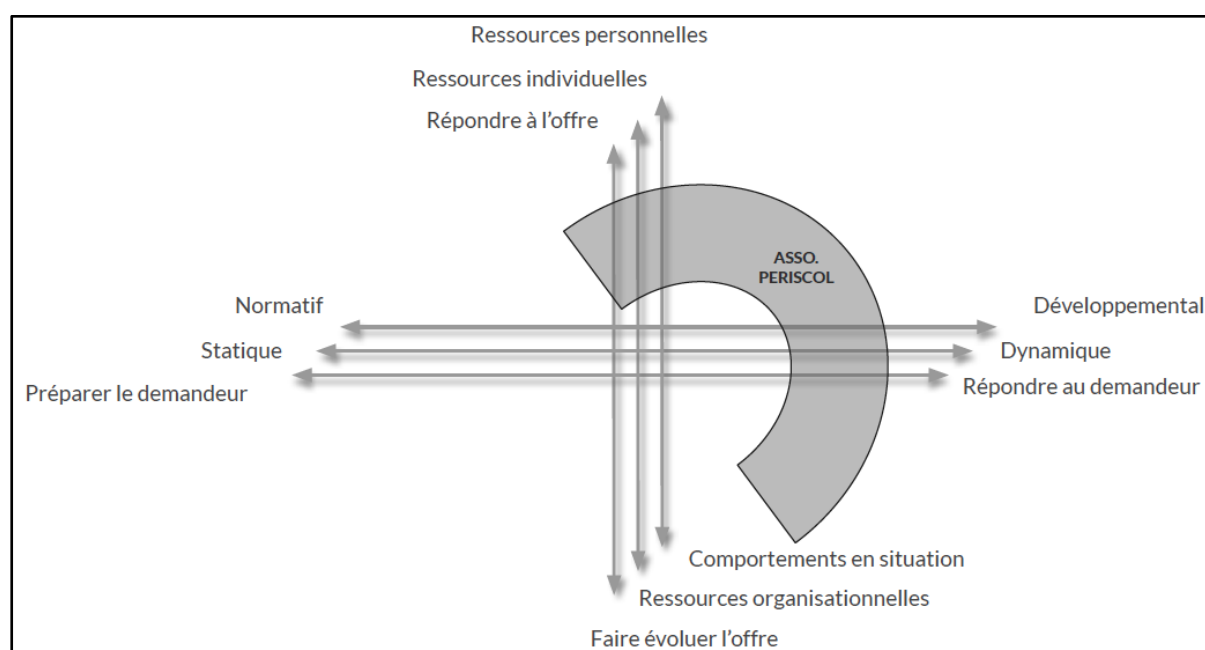 Ressources personnelles
Ressources individuelles
Répondre à l'offre
ASSO.
PERISCOL
Normatif
Développemental
Statique
Dynamique
Préparer le demandeur
Répondre au demandeur
Comportements en situation
Ressources organisationnelles
Faire évoluer l'offre